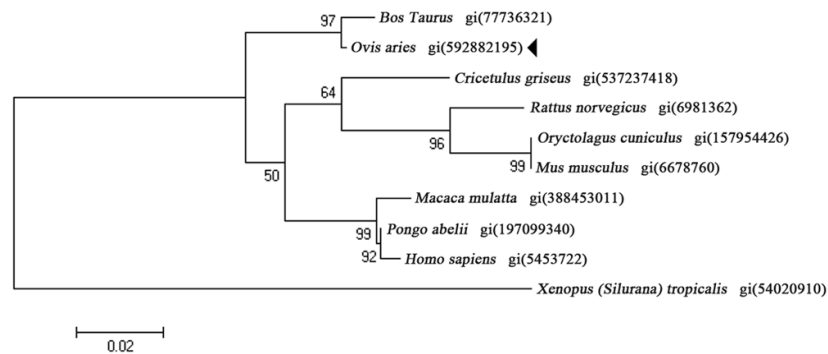 97
Bos Taurus gi(77736321)
Ovis aries gi(592882195)
Cricetulus griseus gi(537237418)
64
Rattus norvegicus gi(6981362)
96
Oryctolagus cuniculus gi(157954426)
99
Mus musculus gi(6678760)
50
Macaca mulatta gi(388453011)
99
Pongo abelii gi(197099340)
92
Homo sapiens gi(5453722)
Xenopus (Silurana) tropicalis gi(54020910)
0.02